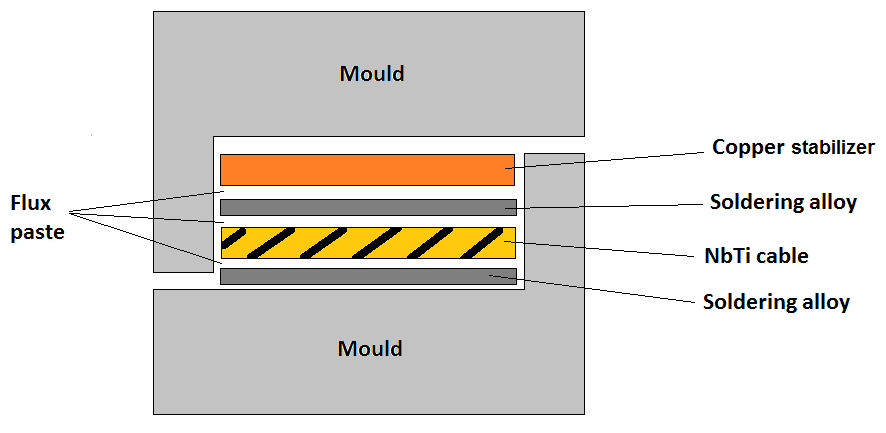 Mould
Copper stabilizer
Soldering alloy
Flux
paste
NbTi cable
Soldering alloy
Mould